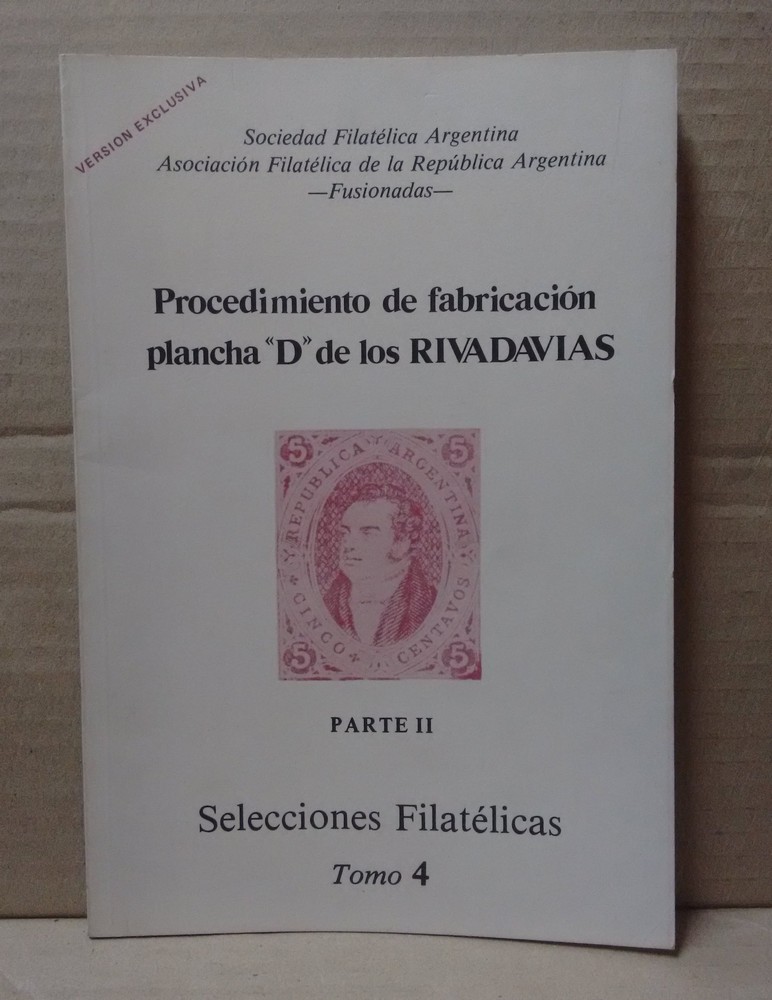 VERSION EXCLUSIVA
Sociedad Filatélica Argentina
Asociación Filatélica de la República Argentina
—Fusionadas—
Procedimiento de fabricación
plancha “D” de los RIVADAVIAS
5 5
REPUBLICA ARGENTINA
CINCO CENTAVOS
5 5
PARTE II
Selecciones Filatélicas
Tomo 4